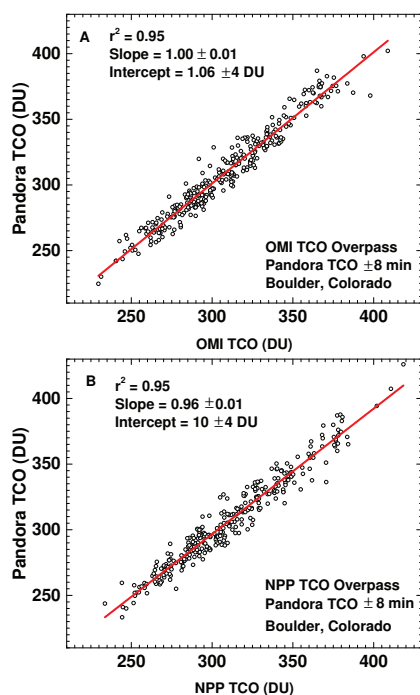 A
r² = 0.95
Slope = 1.00 ± 0.01
Intercept = 1.06 ±4 DU
400
350
300
250
Pandora TCO (DU)
OMI TCO Overpass
Pandora TCO ±8 min
Boulder, Colorado
250 300 350 400
OMI TCO (DU)
B
r² = 0.95
Slope = 0.96 ±0.01
Intercept = 10 ±4 DU
400
350
300
250
Pandora TCO (DU)
NPP TCO Overpass
Pandora TCO ±8 min
Boulder, Colorado
250 300 350 400
NPP TCO (DU)